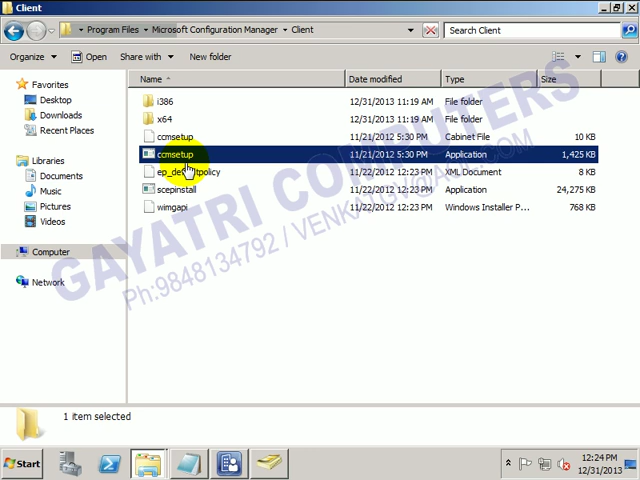 Client
Program Files Microsoft Configuration Manager Client
Search Client
Organize Open Share with New folder
Favorites
Desktop
Downloads
Recent Places
Libraries
Documents
Music
Pictures
Videos
Computer
Network
Name Date modified Type Size
i386 12/31/2013 11:19 AM File folder
x64 12/31/2013 11:19 AM File folder
ccmsetup 11/21/2012 5:30 PM Cabinet File 10 KB
ccmsetup 11/21/2012 5:30 PM Application 1,425 KB
11/22/2012 12:23 PM XML Document 8 KB
scepinstall 11/22/2012 12:23 PM Application 24,275 KB
wimgapi 11/22/2012 12:23 PM Windows Installer P... 768 KB
GAYATRI COMPUTERS
Ph:9848134792 / VENKATGV@AOL.COM
1 item selected
Start
12:24 PM
12/31/2013